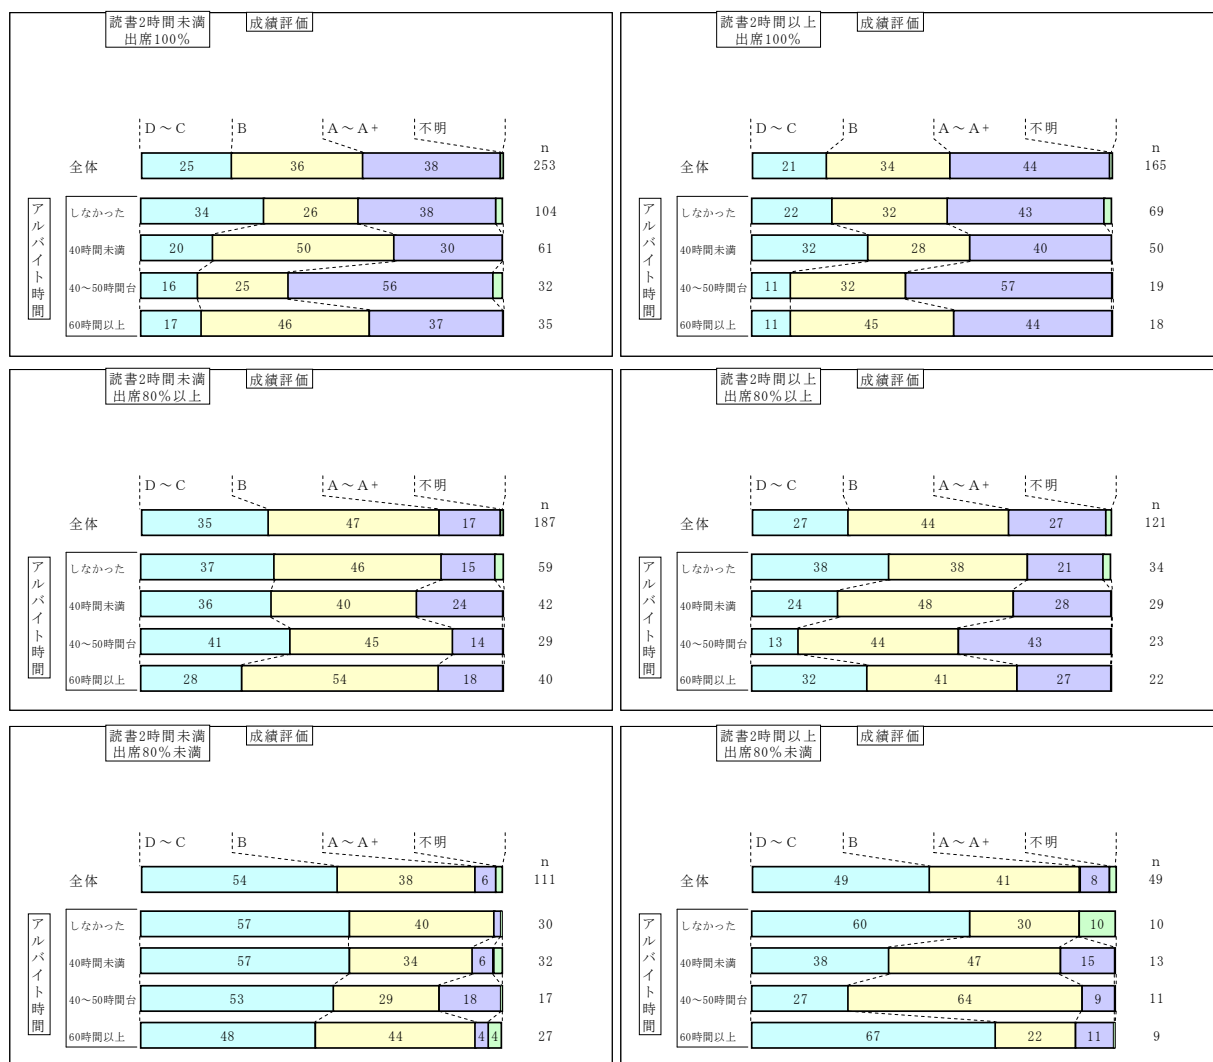 読書2時間未満
出席100%
成績評価
D～C B A～A+ 不明
n
全体 25 36 38 253
アルバイト時間
しなかった 34 26 38 104
40時間未満 20 50 30 61
40～50時間台 16 25 56 32
60時間以上 17 46 37 35
読書2時間以上
出席100%
成績評価
D～C B A～A+ 不明
n
全体 21 34 44 165
アルバイト時間
しなかった 22 32 43 69
40時間未満 32 28 40 50
40～50時間台 11 32 57 19
60時間以上 11 45 44 18
読書2時間未満
出席80%以上
成績評価
D～C B A～A+ 不明
n
全体 35 47 17 187
アルバイト時間
しなかった 37 46 15 59
40時間未満 36 40 24 42
40～50時間台 41 45 14 29
60時間以上 28 54 18 40
読書2時間以上
出席80%以上
成績評価
D～C B A～A+ 不明
n
全体 27 44 27 121
アルバイト時間
しなかった 38 38 21 34
40時間未満 24 48 28 29
40～50時間台 13 44 43 23
60時間以上 32 41 27 22
読書2時間未満
出席80%未満
成績評価
D～C B A～A+ 不明
n
全体 54 38 6 111
アルバイト時間
しなかった 57 40 30
40時間未満 57 34 6 32
40～50時間台 53 29 18 17
60時間以上 48 44 4 4 27
読書2時間以上
出席80%未満
成績評価
D～C B A～A+ 不明
n
全体 49 41 8 49
アルバイト時間
しなかった 60 30 10 10
40時間未満 38 47 15 13
40～50時間台 27 64 9 11
60時間以上 67 22 11 9